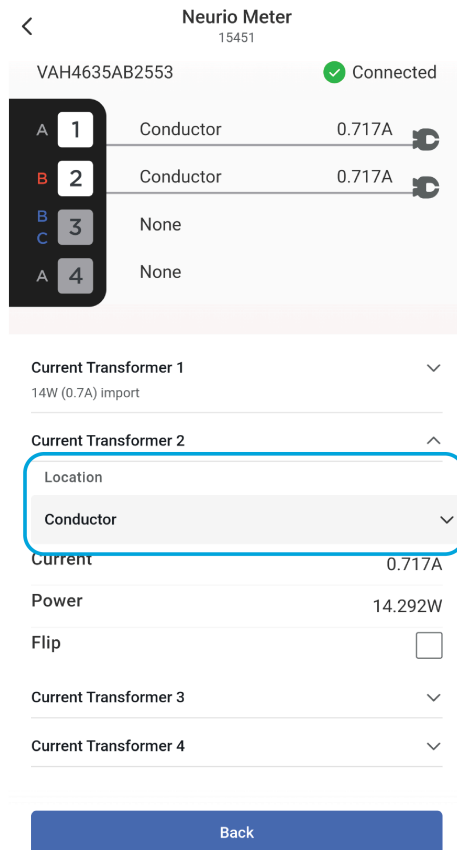 Neurio Meter
15451
VAH4635AB2553 Connected
A 1 Conductor 0.717A
B 2 Conductor 0.717A
B C 3 None
A 4 None
Current Transformer 1
14W (0.7A) import
Current Transformer 2
Location
Conductor
Current 0.717A
Power 14.292W
Flip
Current Transformer 3
Current Transformer 4
Back